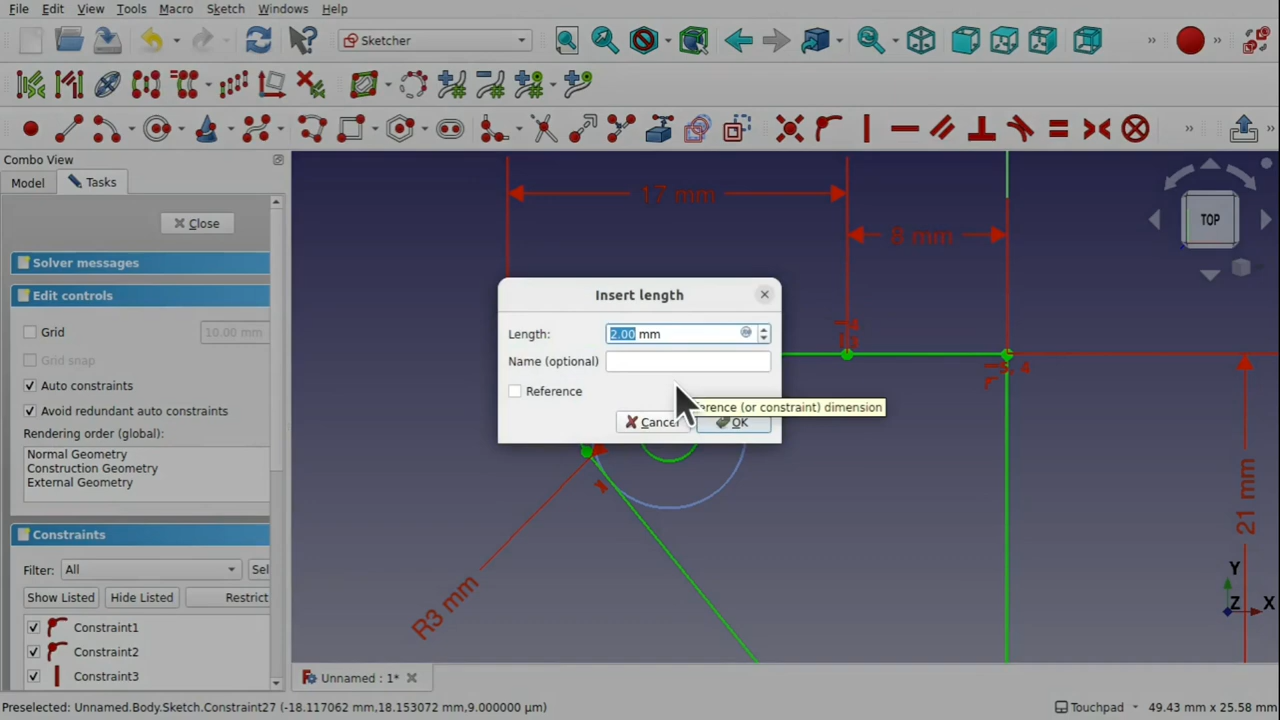 File Edit View Tools Macro Sketch Windows Help
Sketcher
Combo View
Model Tasks
Close
Solver messages
Edit controls
Grid 10.00 mm
Grid snap
Auto constraints
Avoid redundant auto constraints
Rendering order (global):
Normal Geometry
Construction Geometry
External Geometry
Constraints
Filter: All Sel
Show Listed Hide Listed Restrict
Constraint1
Constraint2
Constraint3
17 mm
8 mm
TOP
Insert length
Length: 2.00 mm
Name (optional)
Reference
erence (or constraint) dimension
Cancel OK
R3 mm
21 mm
Y
Z X
Unnamed : 1*
Preselected: Unnamed.Body.Sketch.Constraint27 (-18.117062 mm,18.153072 mm,9.000000 µm) Touchpad 49.43 mm x 25.58 mm